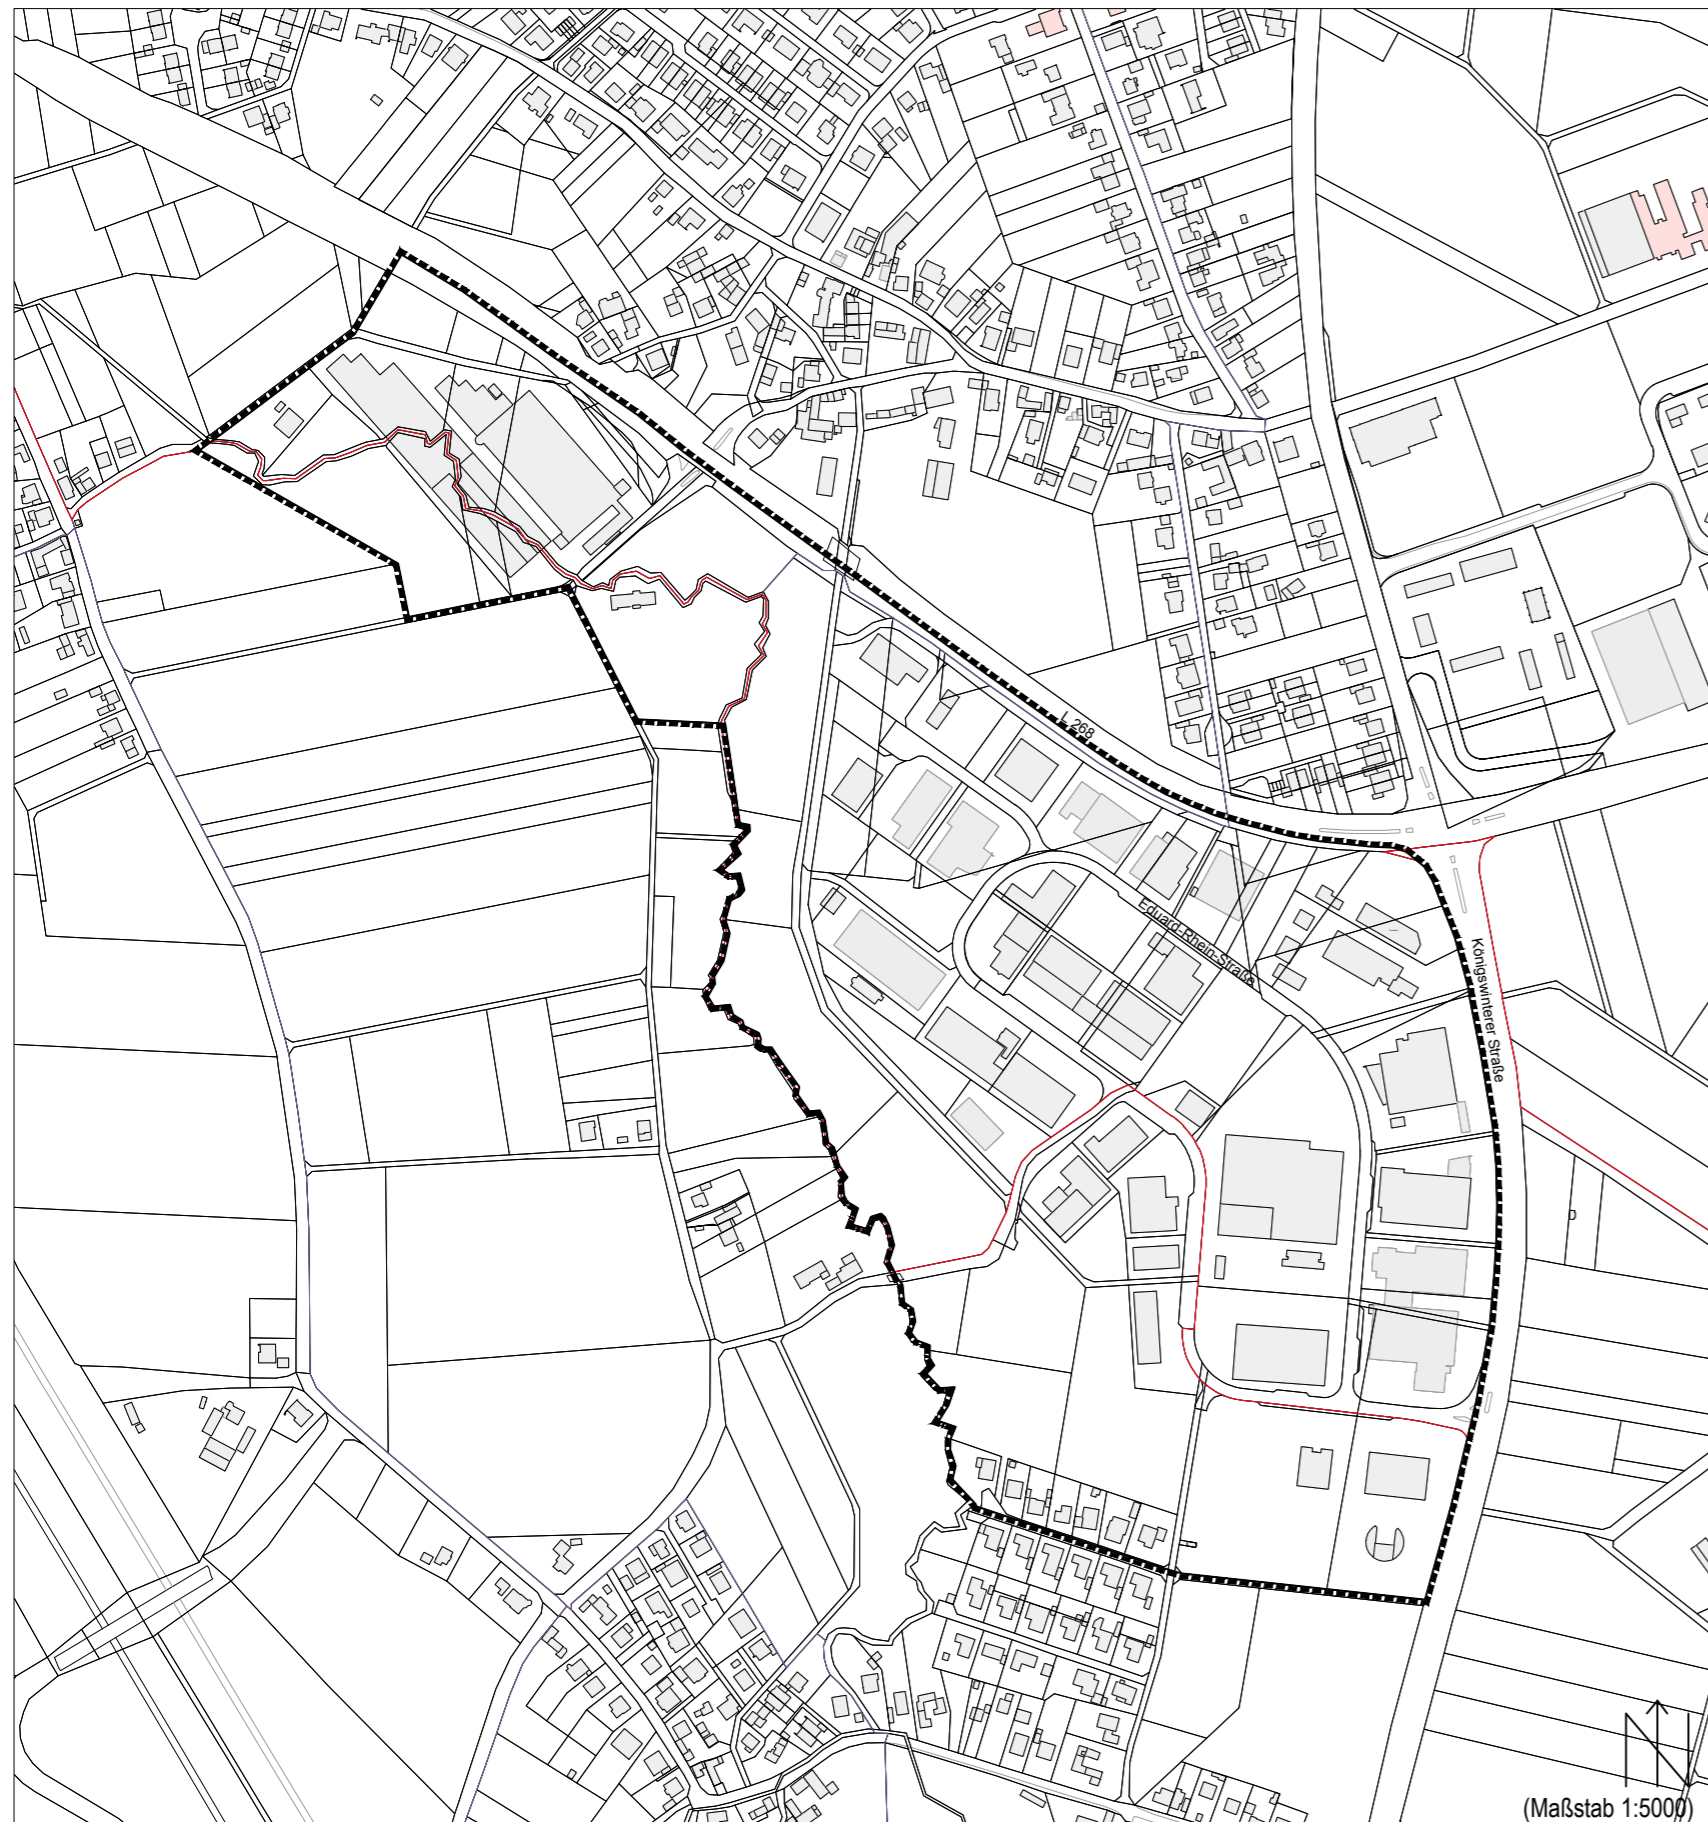 L 268
Eduard-Rhein-Straße
Königswinterer Straße
N
(Maßstab 1:5000)